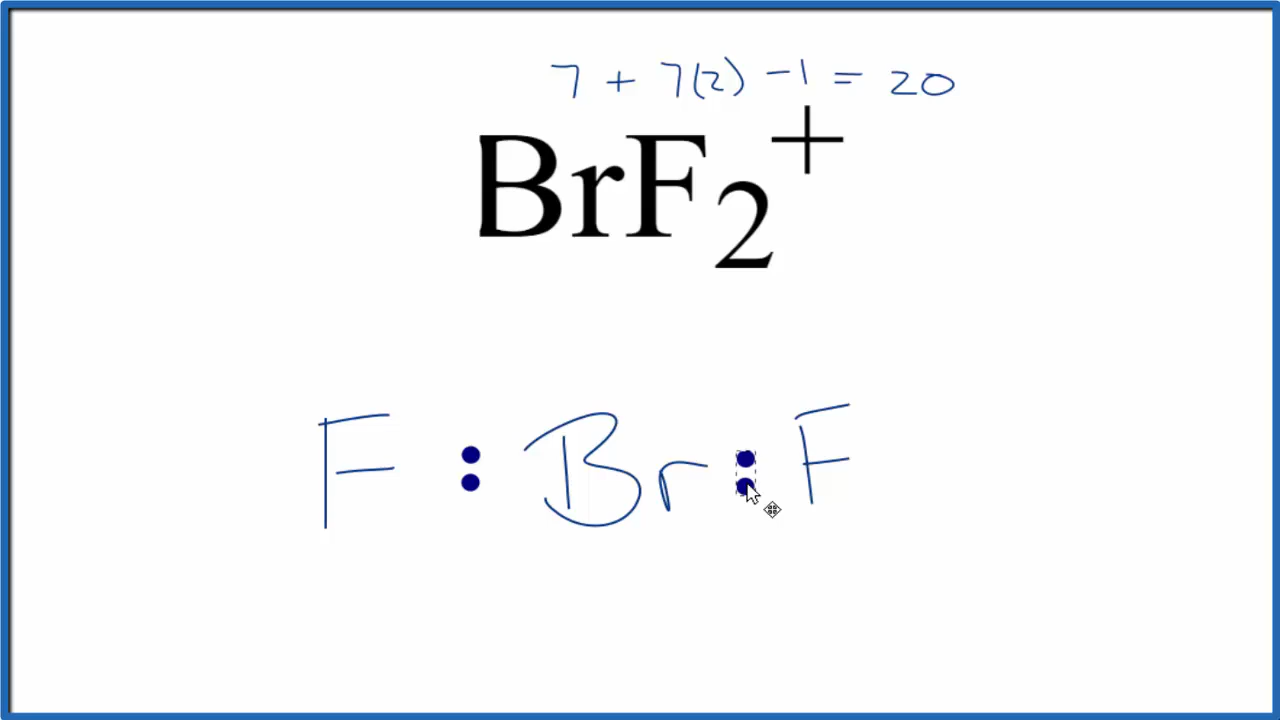 7 + 7(2) - 1 = 20
BrF₂⁺
F : Br : F